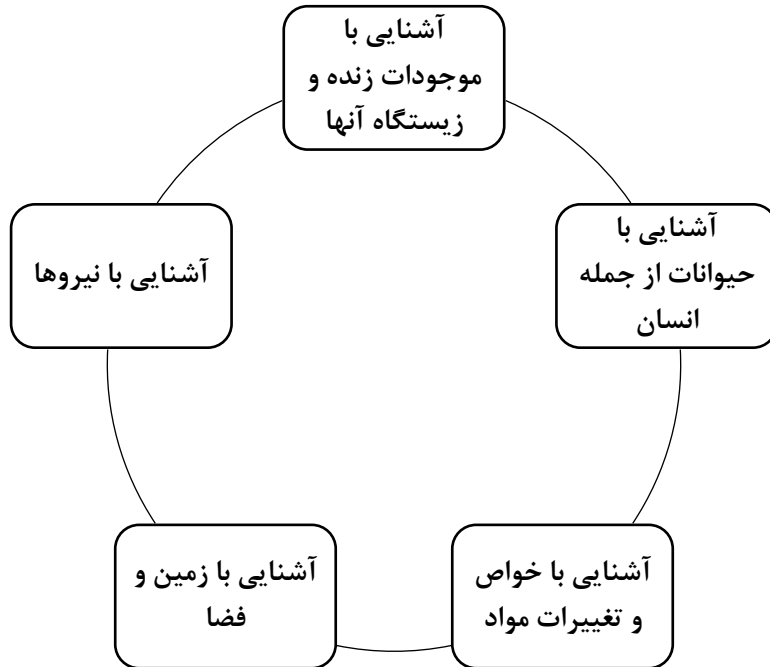 آشنایی با
موجودات زنده و
زیستگاه آنها
آشنایی با
حیوانات از جمله
انسان
آشنایی با خواص
و تغییرات مواد
آشنایی با زمین و
فضا
آشنایی با نیروها